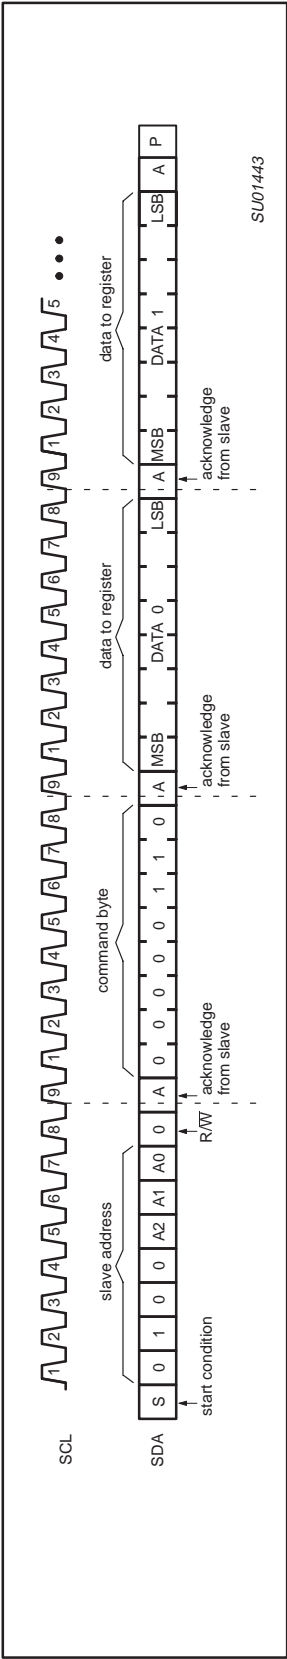 SCL 1 2 3 4 5 6 7 8 9 1 2 3 4 5 6 7 8 9 1 2 3 4 5 6 7 8 9 1 2 3 4 5 •••
slave address command byte data to register data to register
SDA S 0 1 0 0 A2 A1 A0 0 A 0 0 0 0 0 1 1 0 A MSB DATA 0 LSB A MSB DATA 1 LSB A P
start condition
R/W̅
acknowledge
from slave
acknowledge
from slave
acknowledge
from slave
SU01443